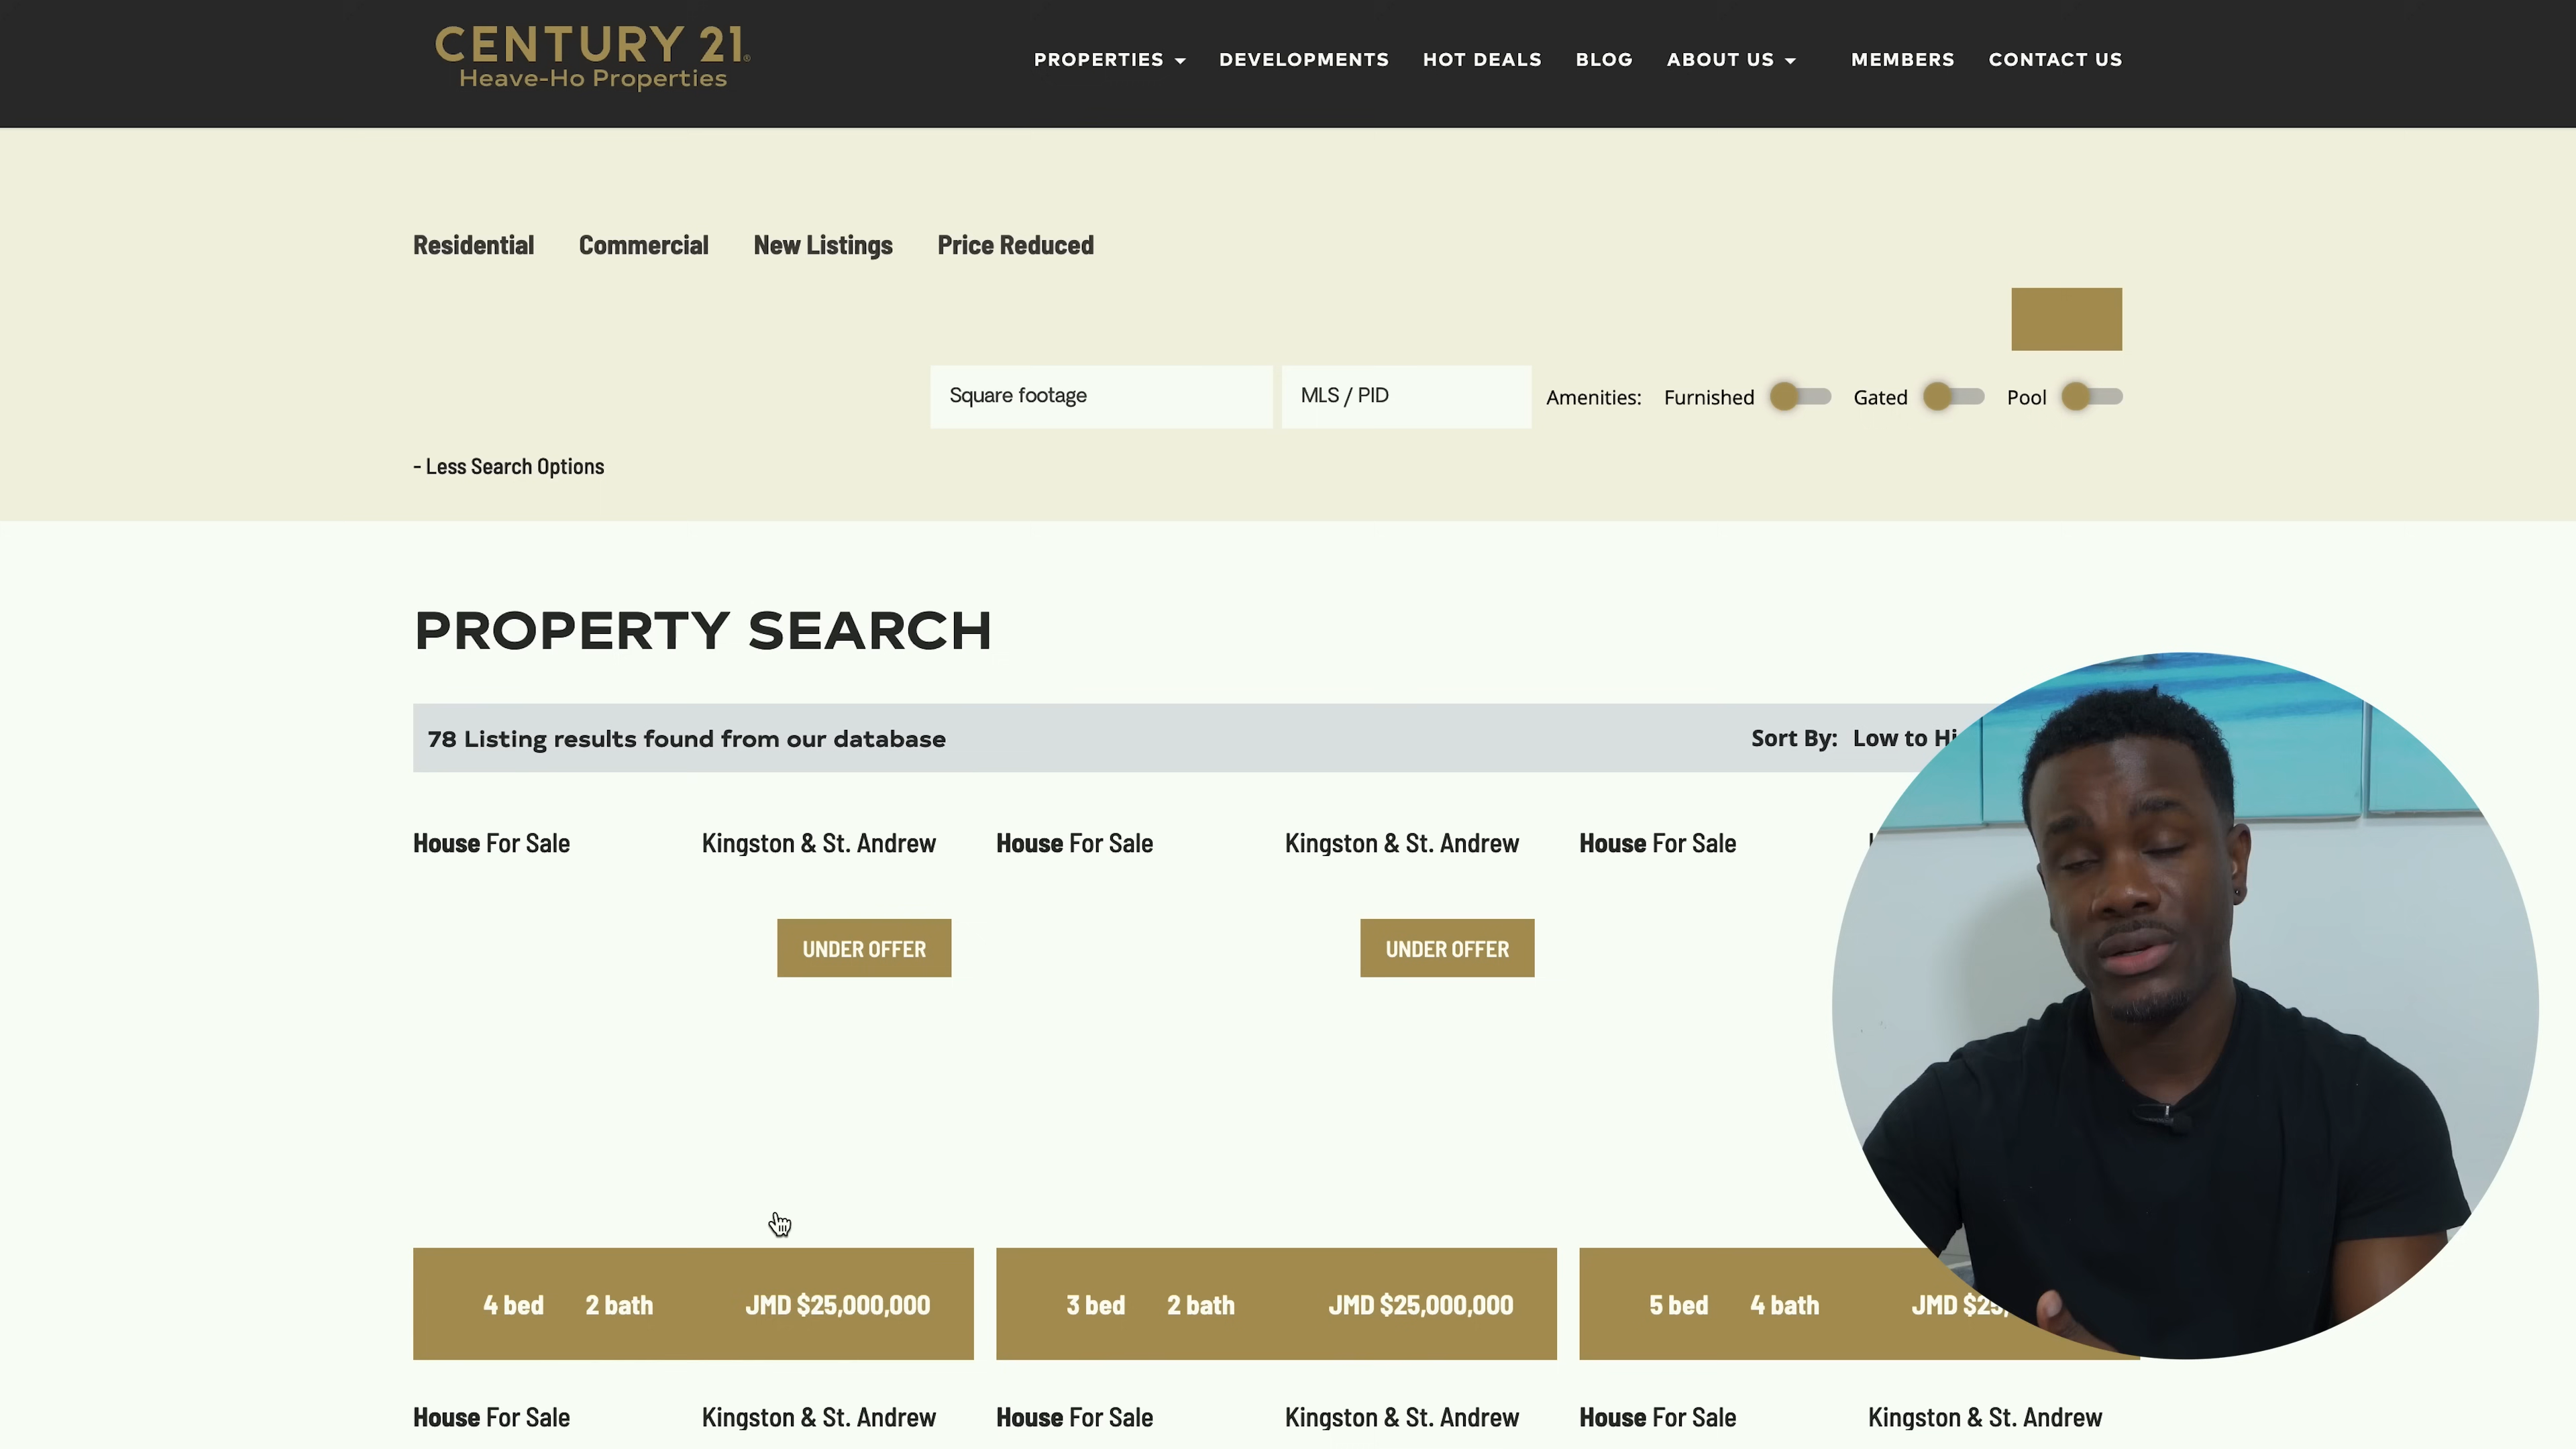 CENTURY 21®
Heave-Ho Properties
PROPERTIES DEVELOPMENTS HOT DEALS BLOG ABOUT US MEMBERS CONTACT US
Residential Commercial New Listings Price Reduced
Square footage MLS / PID Amenities: Furnished Gated Pool
- Less Search Options
PROPERTY SEARCH
78 Listing results found from our database Sort By: Low to
House For Sale Kingston & St. Andrew House For Sale Kingston & St. Andrew House For Sale
UNDER OFFER UNDER OFFER
4 bed 2 bath JMD $25,000,000 3 bed 2 bath JMD $25,000,000 5 bed 4 bath JMD
House For Sale Kingston & St. Andrew House For Sale Kingston & St. Andrew House For Sale Kingston & St. Andrew